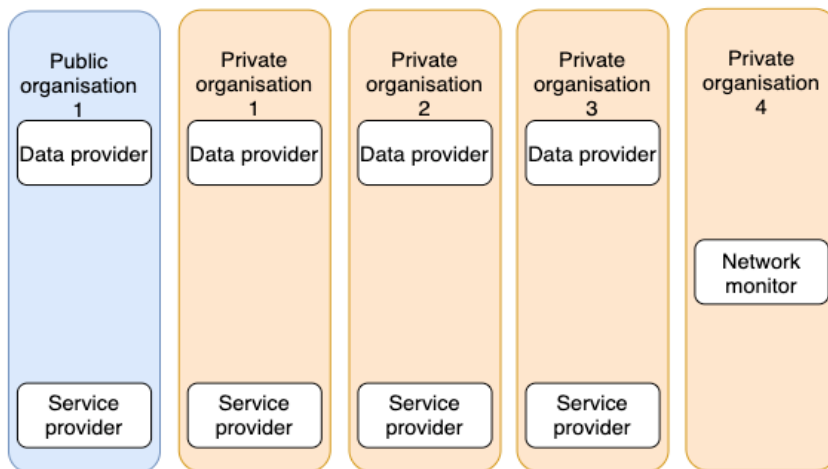 Public
organisation
1
Data provider
Service
provider
Private
organisation
1
Data provider
Service
provider
Private
organisation
2
Data provider
Service
provider
Private
organisation
3
Data provider
Service
provider
Private
organisation
4
Network
monitor